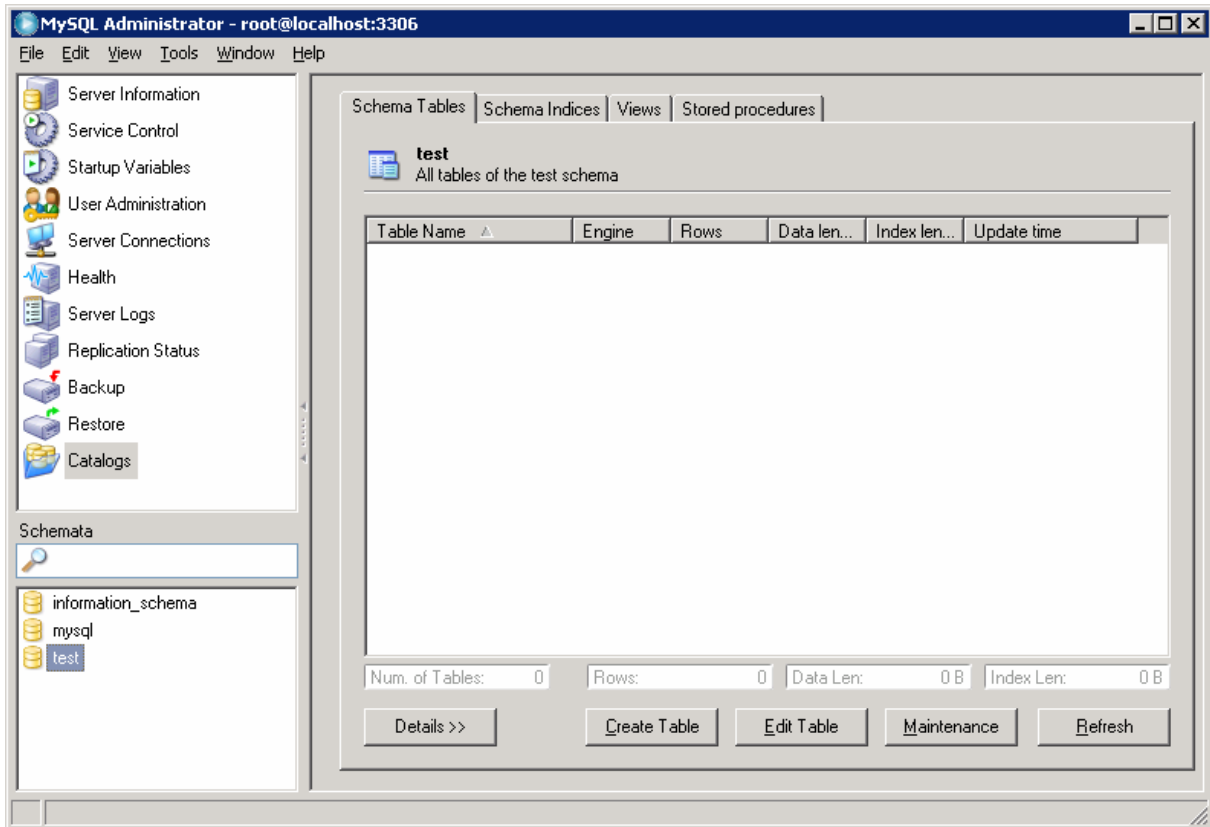 MySQL Administrator - root@localhost:3306
File Edit View Tools Window Help
Server Information
Service Control
Startup Variables
User Administration
Server Connections
Health
Server Logs
Replication Status
Backup
Restore
Catalogs
Schemata
information_schema
mysql
test
Schema Tables Schema Indices Views Stored procedures
test
All tables of the test schema
Table Name Engine Rows Data len... Index len... Update time
Num. of Tables: 0 Rows: 0 Data Len: 0 B Index Len: 0 B
Details >> Create Table Edit Table Maintenance Refresh